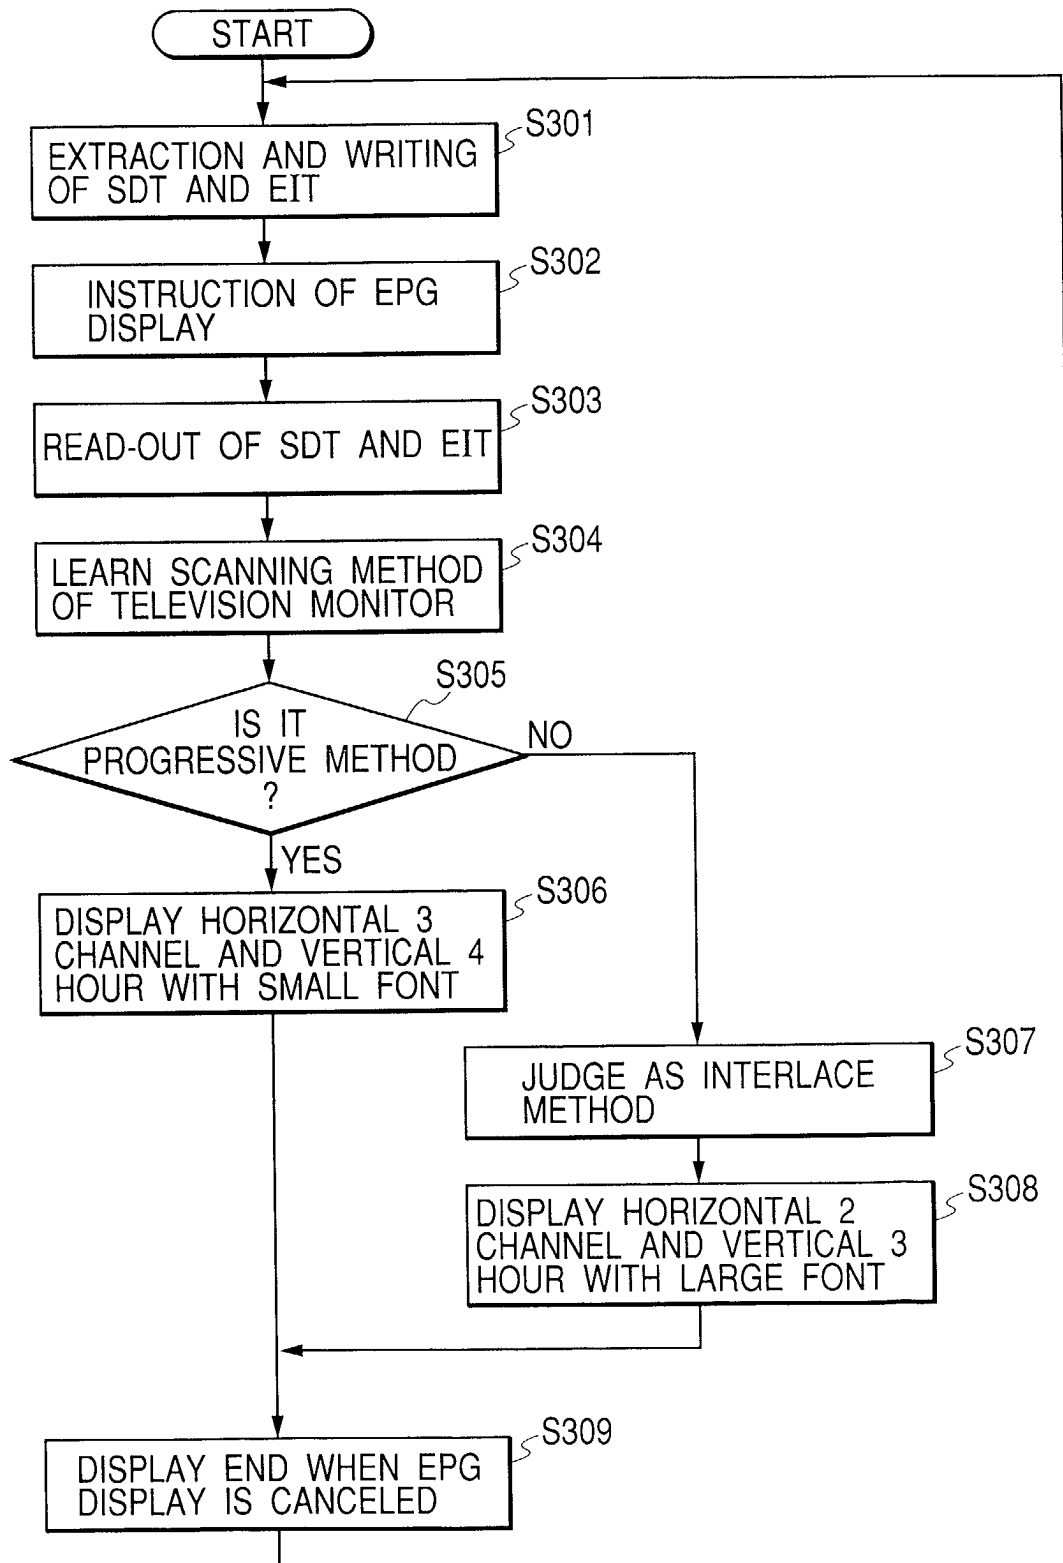 START
S301
EXTRACTION AND WRITING
OF SDT AND EIT
S302
INSTRUCTION OF EPG
DISPLAY
S303
READ-OUT OF SDT AND EIT
S304
LEARN SCANNING METHOD
OF TELEVISION MONITOR
S305
IS IT
PROGRESSIVE METHOD
?
NO
YES
S306
DISPLAY HORIZONTAL 3
CHANNEL AND VERTICAL 4
HOUR WITH SMALL FONT
S307
JUDGE AS INTERLACE
METHOD
S308
DISPLAY HORIZONTAL 2
CHANNEL AND VERTICAL 3
HOUR WITH LARGE FONT
S309
DISPLAY END WHEN EPG
DISPLAY IS CANCELED